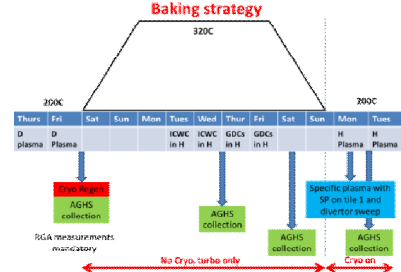 Baking strategy
320C
200C
200C
Thurs Fri Sat Sun Mon Tues Wed Thur Fri Sat Sun Mon Tues
D plasma D Plasma ICWC in H ICWC in H GDCs in H GDCs in H H Plasma H Plasma
Cryo Regen
AGHS collection
RGA measurements mandatory
AGHS collection
AGHS collection
Specific plasma with SP on tile 1 and divertor sweep
AGHS collection
No Cryo, turbo only
Cryo on